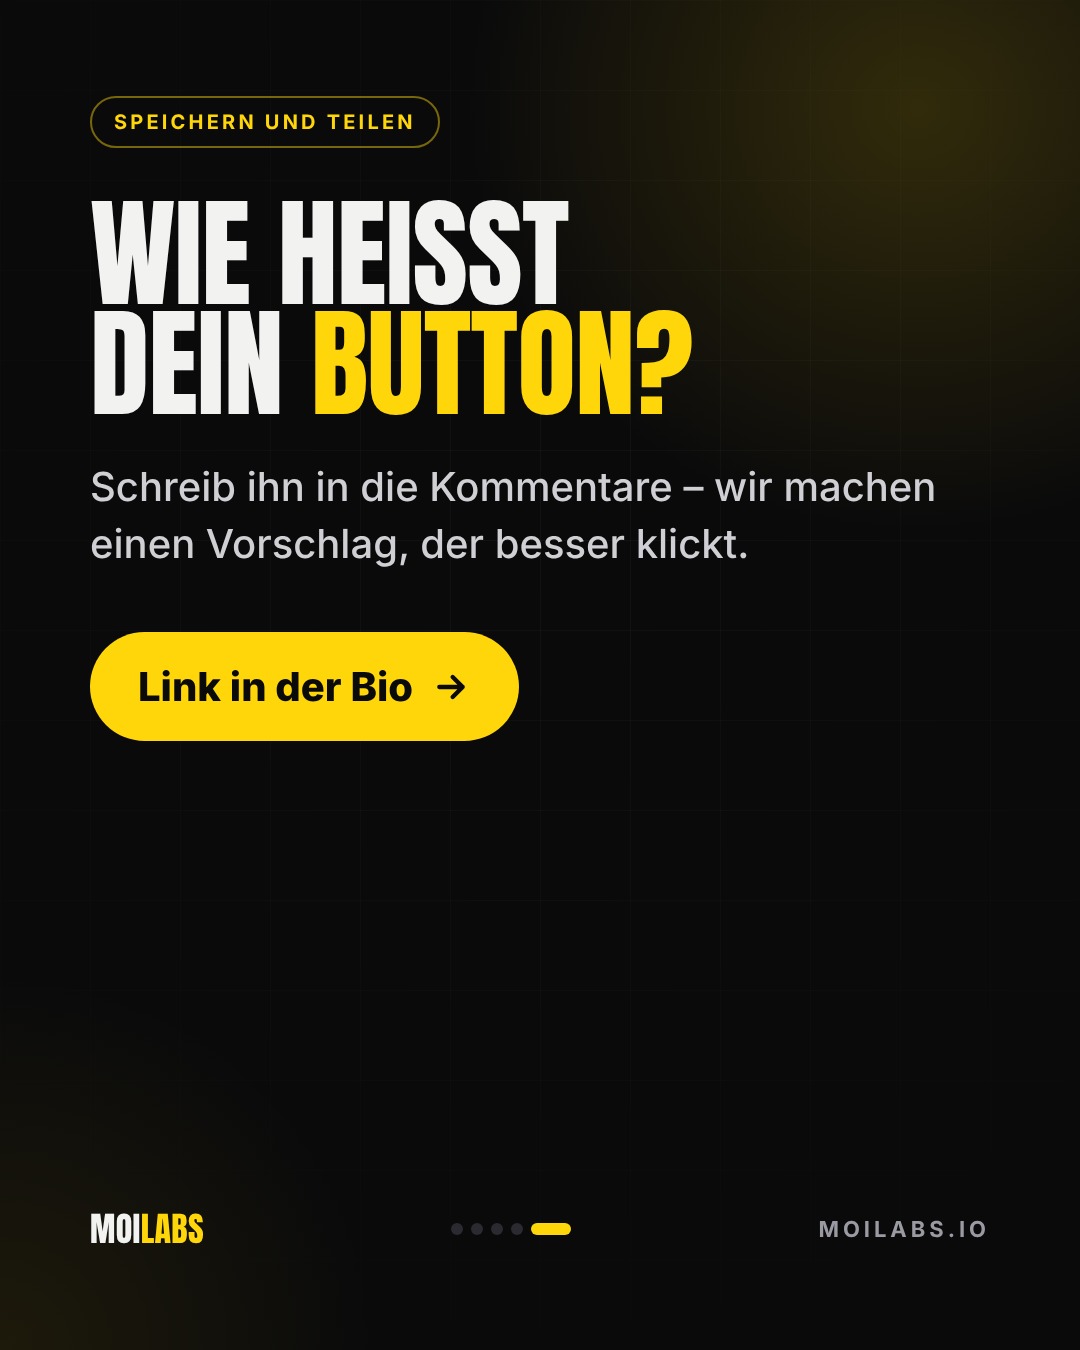 SPEICHERN UND TEILEN
WIE HEISST
DEIN BUTTON?
Schreib ihn in die Kommentare – wir machen
einen Vorschlag, der besser klickt.
Link in der Bio →
MOILABS
MOILABS.IO